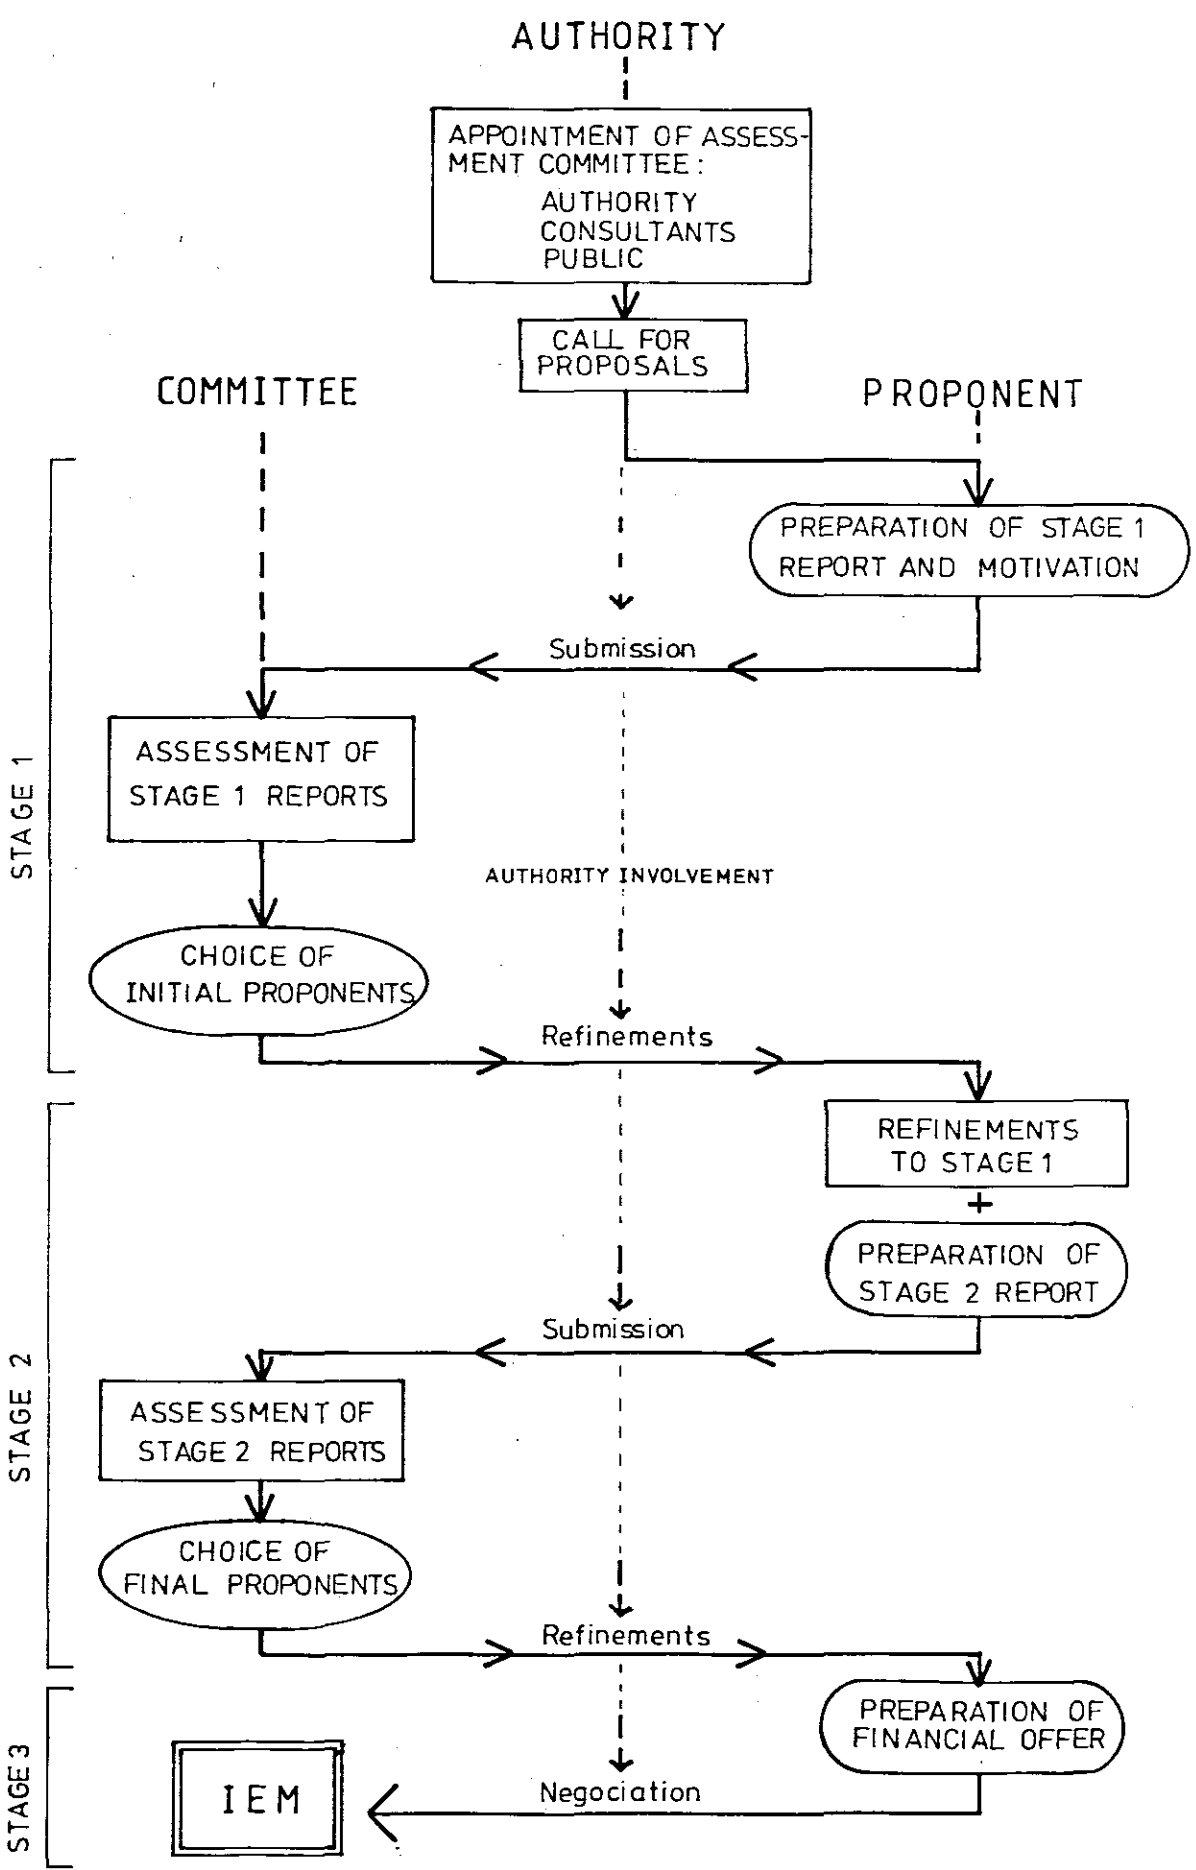 AUTHORITY
APPOINTMENT OF ASSESS-
MENT COMMITTEE :
AUTHORITY
CONSULTANTS
PUBLIC
CALL FOR
PROPOSALS
COMMITTEE
PROPONENT
PREPARATION OF STAGE 1
REPORT AND MOTIVATION
Submission
STAGE 1
ASSESSMENT OF
STAGE 1 REPORTS
AUTHORITY INVOLVEMENT
CHOICE OF
INITIAL PROPONENTS
Refinements
REFINEMENTS
TO STAGE 1
+
PREPARATION OF
STAGE 2 REPORT
Submission
STAGE 2
ASSESSMENT OF
STAGE 2 REPORTS
CHOICE OF
FINAL PROPONENTS
Refinements
PREPARATION OF
FINANCIAL OFFER
STAGE 3
IEM
Negociation